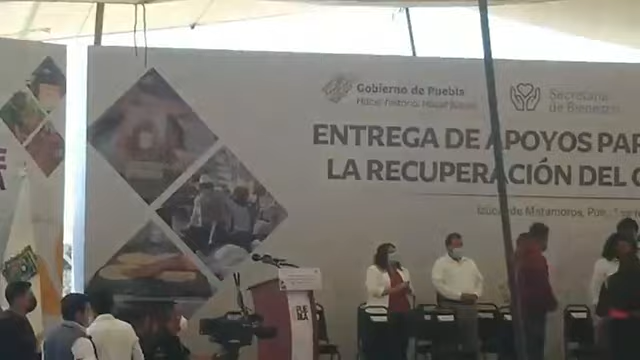 Gobierno de Puebla
Hacer historia. Hacer futuro.
Secretaría
de Bienestar
ENTREGA DE APOYOS PAR
LA RECUPERACIÓN DEL
Izúcar de Matamoros, Pue.